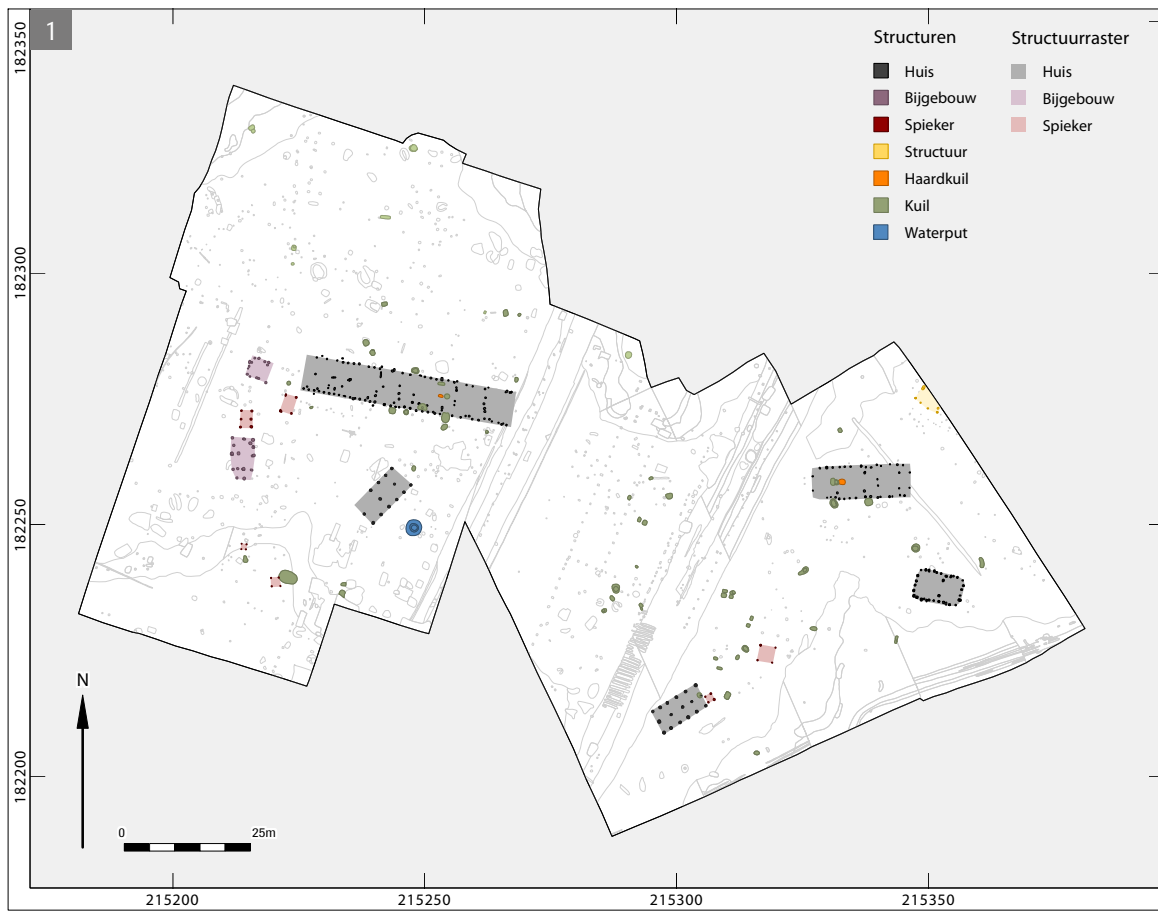 1
Structuren
Huis
Bijgebouw
Spieker
Structuur
Haardkuil
Kuil
Waterput
Structuurraster
Huis
Bijgebouw
Spieker
182350
182300
182250
182200
N
0 25m
215200 215250 215300 215350